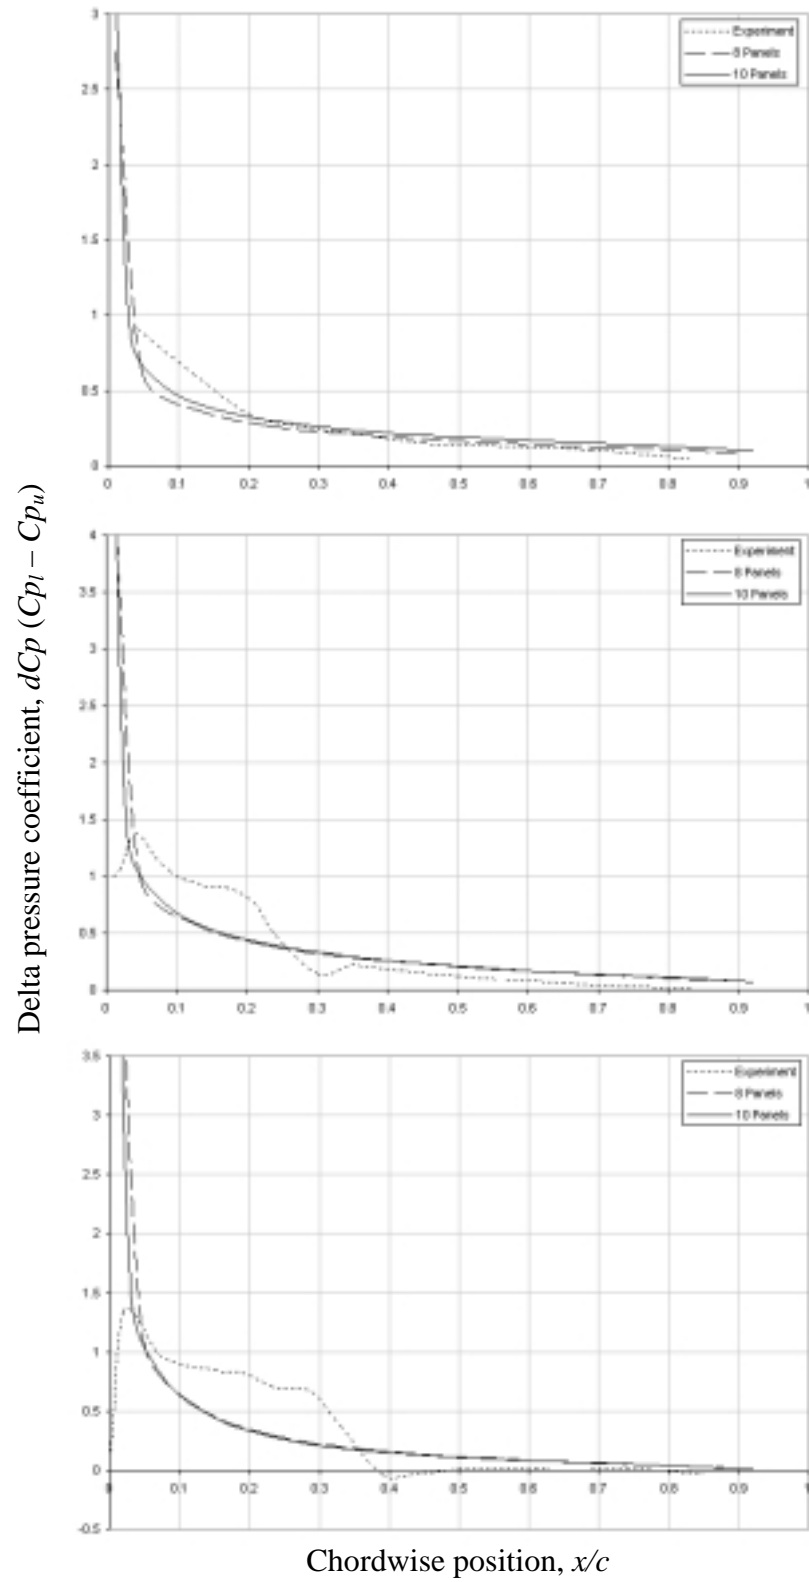 Delta pressure coefficient, dCp (Cpl – Cpu)
3
2.5
2
1.5
1
0.5
0
0 0.1 0.2 0.3 0.4 0.5 0.6 0.7 0.8 0.9 1
Experiment
8 Panels
10 Panels
4
3.5
3
2.5
2
1.5
1
0.5
0
0 0.1 0.2 0.3 0.4 0.5 0.6 0.7 0.8 0.9 1
Experiment
8 Panels
10 Panels
3.5
3
2.5
2
1.5
1
0.5
0
-0.5
0 0.1 0.2 0.3 0.4 0.5 0.6 0.7 0.8 0.9 1
Experiment
8 Panels
10 Panels
Chordwise position, x/c